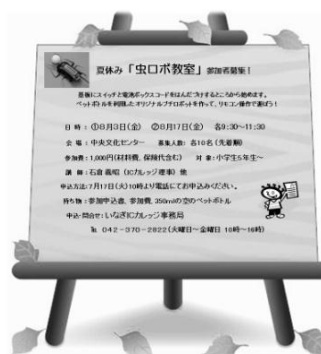 夏休み「虫ロボ教室」参加者募集!
基板にスイッチと電池ボックスコードをはんだづけするところから始めます。
ペットボトルを利用したオリジナルプチロボットを作って、リモコン操作で遊ぼう!
日 時:①8月3日(金) ②8月17日(金) 各9:30~11:30
会 場:中央文化センター 募集人数:各10名(先着順)
参加費:1,000円(材料費、保険代含む) 対 象:小学生5年生~
講 師:石倉 義昭(ICカレッジ理事) 他
申込方法:7月17日(火)10時より電話にてお申込みください。
持ち物:参加申込書、参加費、350mlの空のペットボトル
申込・問合せ:いなぎICカレッジ事務局
℡ 042-370-2822(火曜日~金曜日 10時~16時)